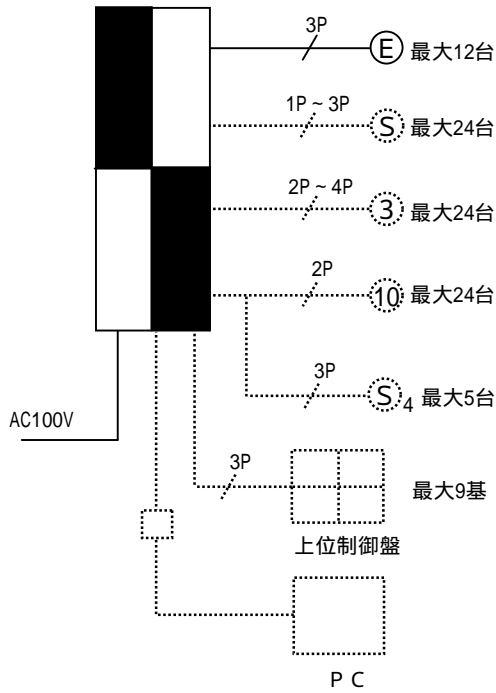 3P
E 最大12台
1P ~ 3P
S 最大24台
2P ~ 4P
3 最大24台
2P
10 最大24台
3P
S4 最大5台
AC100V
3P
最大9基
上位制御盤
ＰＣ